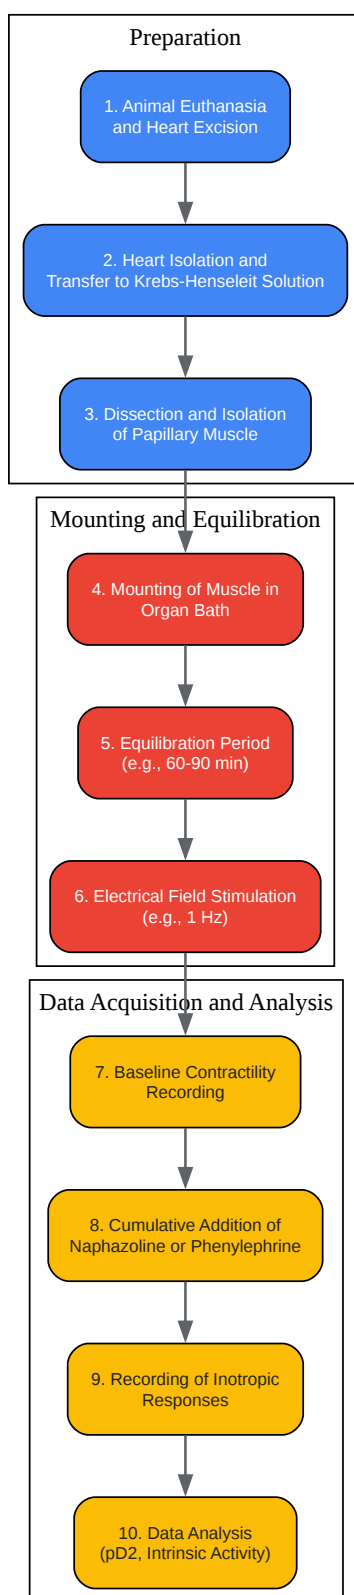 Preparation
1. Animal Euthanasia
and Heart Excision
2. Heart Isolation and
Transfer to Krebs-Henseleit Solution
3. Dissection and Isolation
of Papillary Muscle
Mounting and Equilibration
4. Mounting of Muscle in
Organ Bath
5. Equilibration Period
(e.g., 60-90 min)
6. Electrical Field Stimulation
(e.g., 1 Hz)
Data Acquisition and Analysis
7. Baseline Contractility
Recording
8. Cumulative Addition of
Naphazoline or Phenylephrine
9. Recording of Inotropic
Responses
10. Data Analysis
(pD2, Intrinsic Activity)